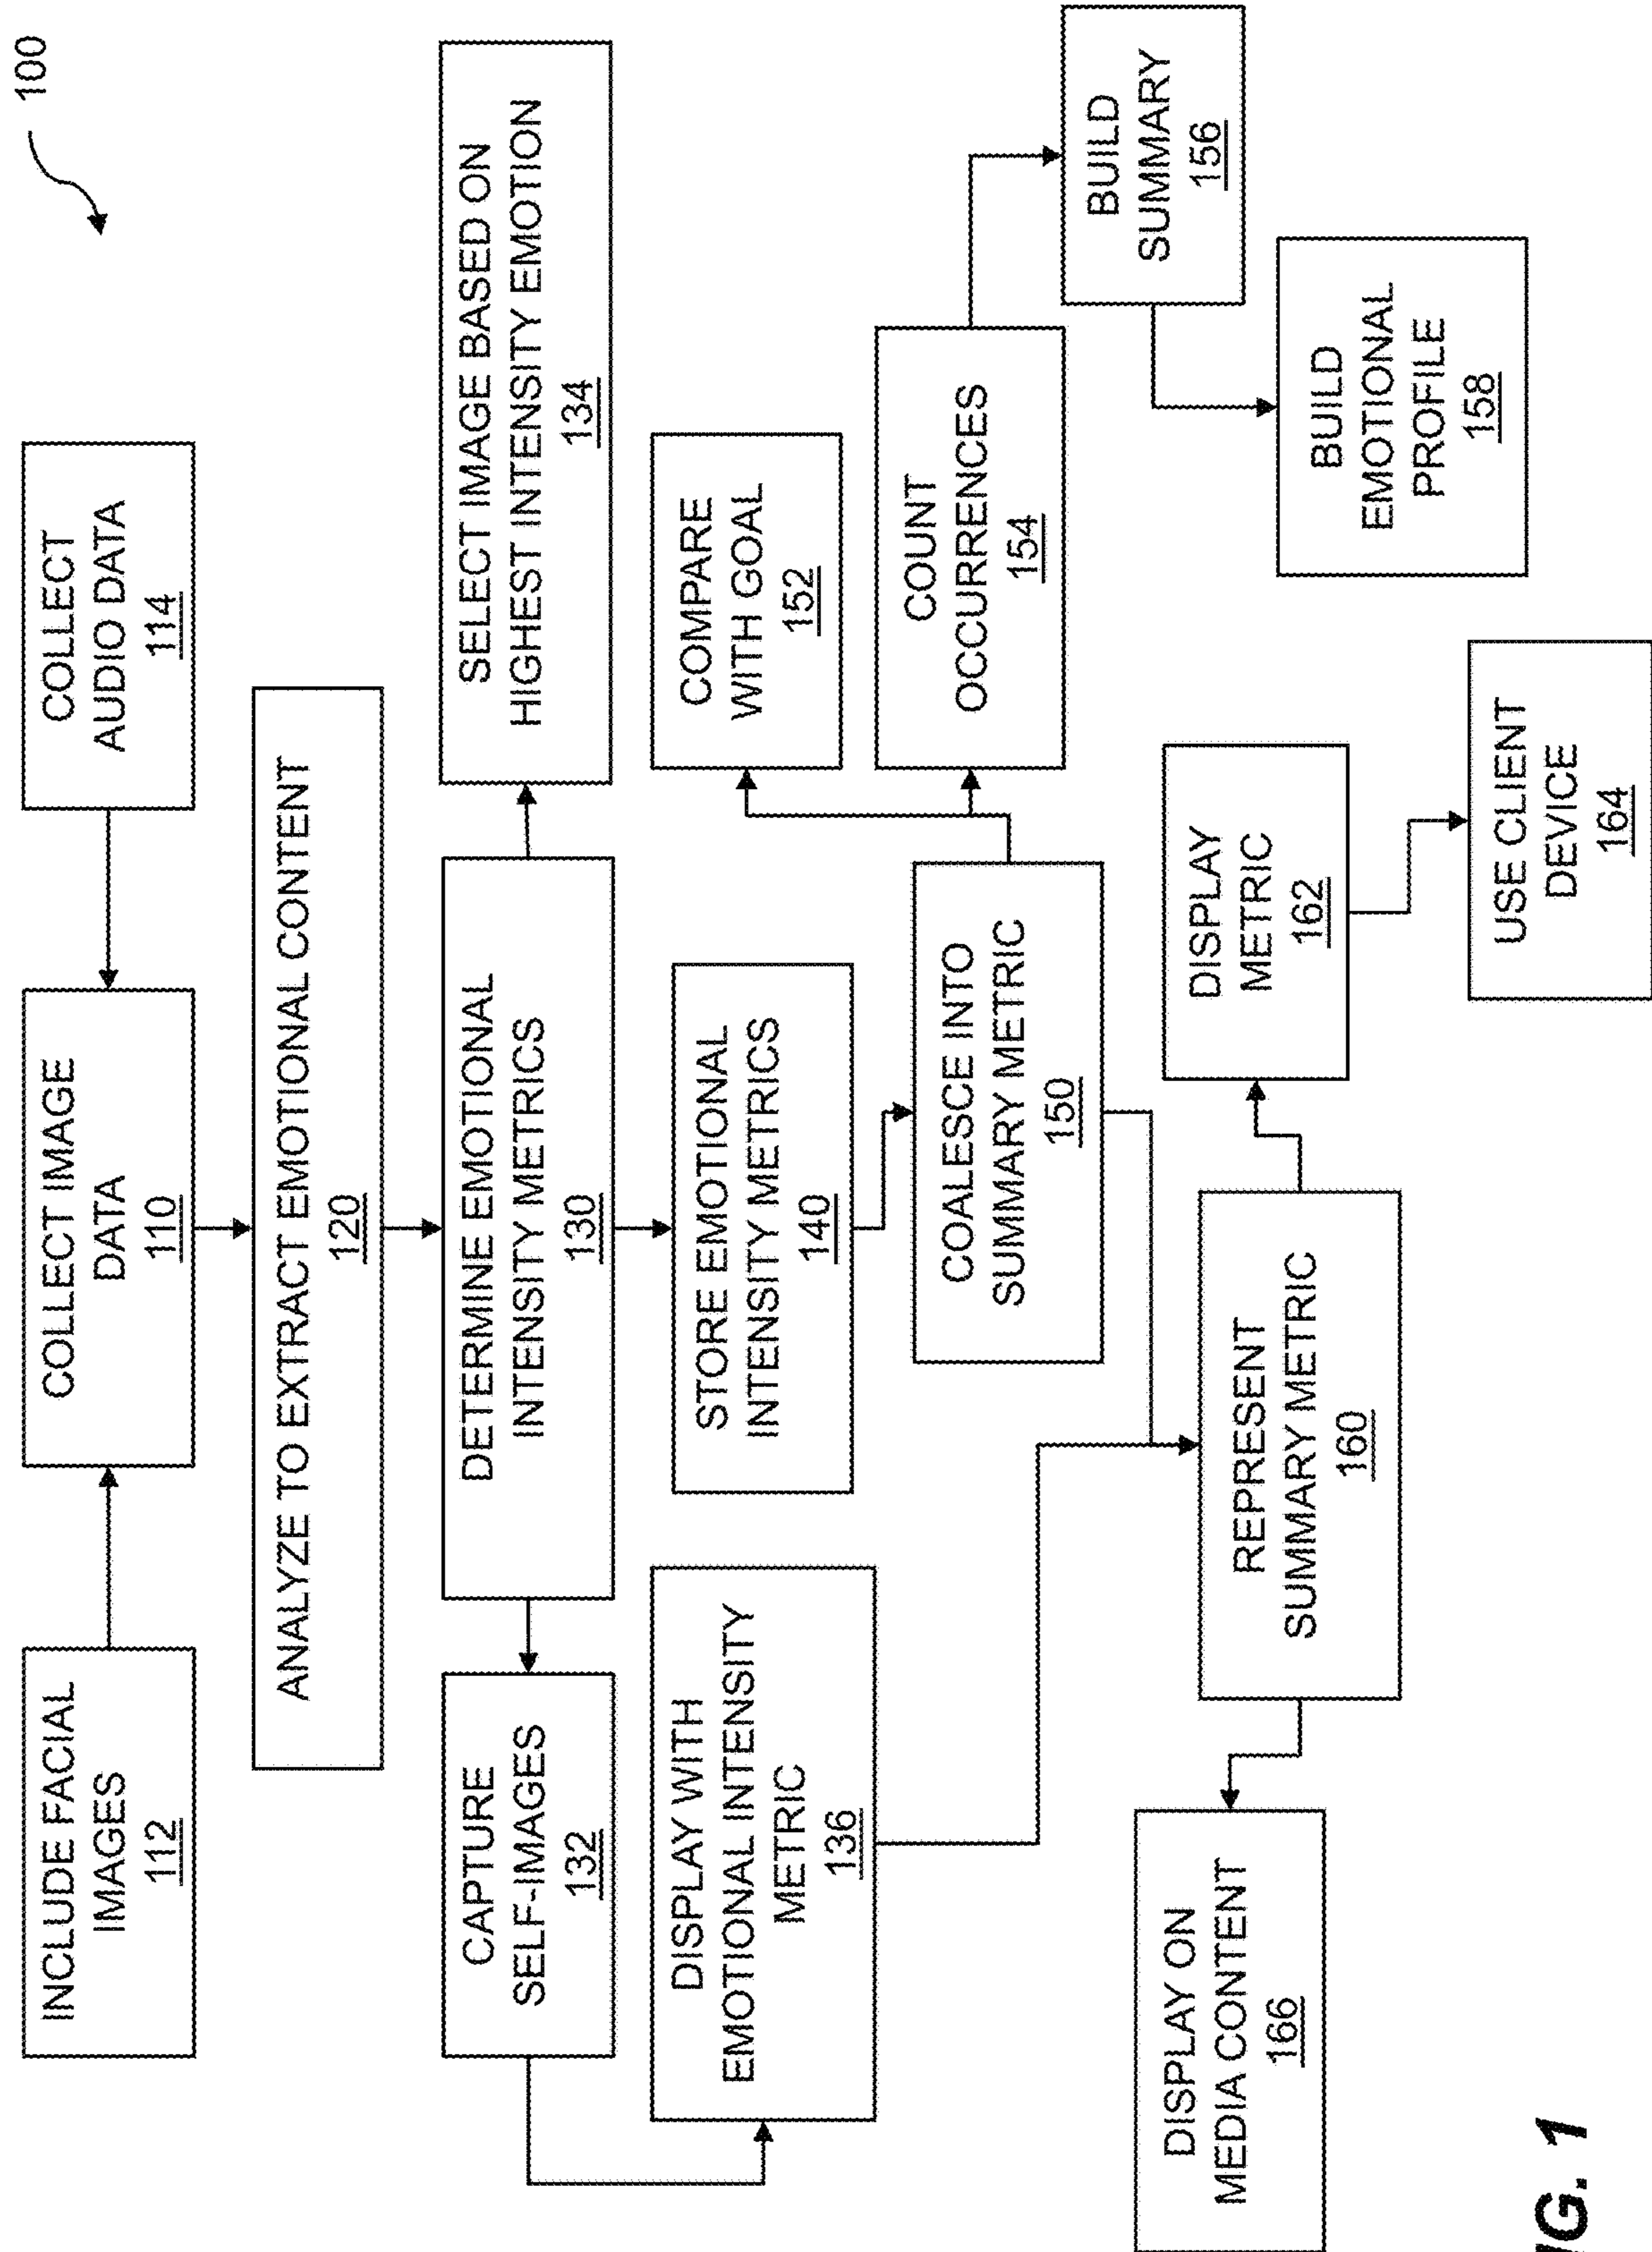 100
INCLUDE FACIAL
IMAGES
112
COLLECT IMAGE
DATA
110
COLLECT
AUDIO DATA
114
ANALYZE TO EXTRACT EMOTIONAL CONTENT
120
CAPTURE
SELF-IMAGES
132
DETERMINE EMOTIONAL
INTENSITY METRICS
130
SELECT IMAGE BASED ON
HIGHEST INTENSITY EMOTION
134
DISPLAY WITH
EMOTIONAL INTENSITY
METRIC
136
STORE EMOTIONAL
INTENSITY METRICS
140
COMPARE
WITH GOAL
152
COALESCE INTO
SUMMARY METRIC
150
COUNT
OCCURRENCES
154
BUILD
SUMMARY
156
DISPLAY ON
MEDIA CONTENT
166
REPRESENT
SUMMARY METRIC
160
DISPLAY
METRIC
162
BUILD
EMOTIONAL
PROFILE
158
USE CLIENT
DEVICE
164
IG. 1